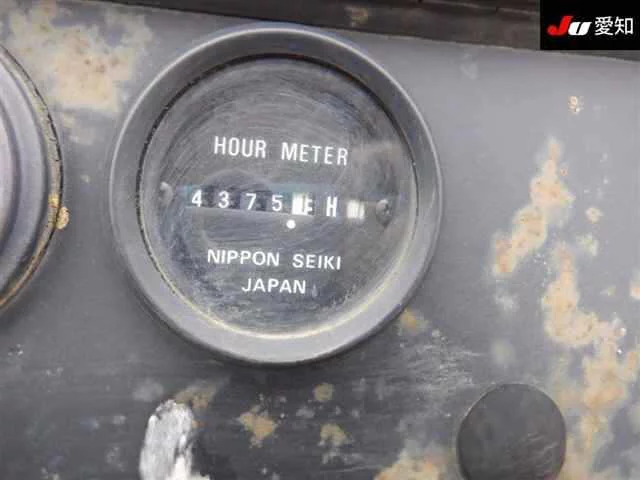 JU 愛知
HOUR METER
4375 H
NIPPON SEIKI
JAPAN